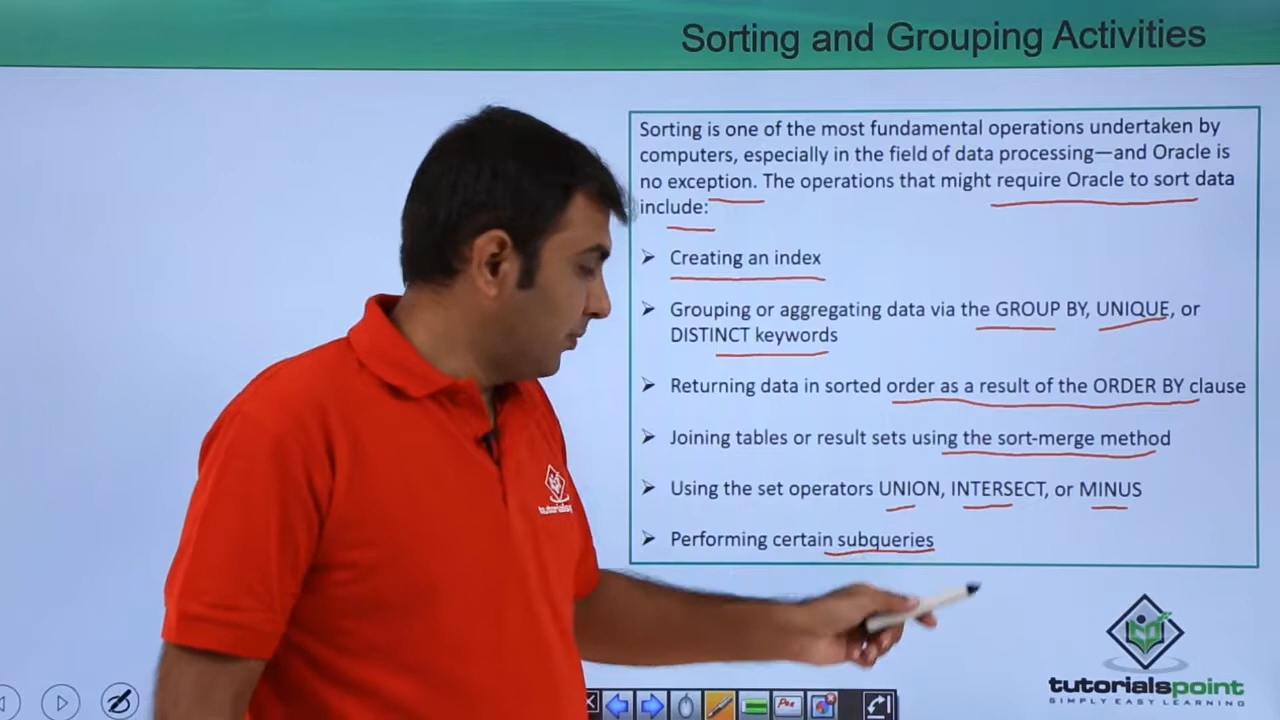 Sorting and Grouping Activities
Sorting is one of the most fundamental operations undertaken by
computers, especially in the field of data processing—and Oracle is
no exception. The operations that might require Oracle to sort data
include:
➢ Creating an index
➢ Grouping or aggregating data via the GROUP BY, UNIQUE, or
DISTINCT keywords
➢ Returning data in sorted order as a result of the ORDER BY clause
➢ Joining tables or result sets using the sort-merge method
➢ Using the set operators UNION, INTERSECT, or MINUS
➢ Performing certain subqueries
tutorialspoint
SIMPLY EASY LEARNING